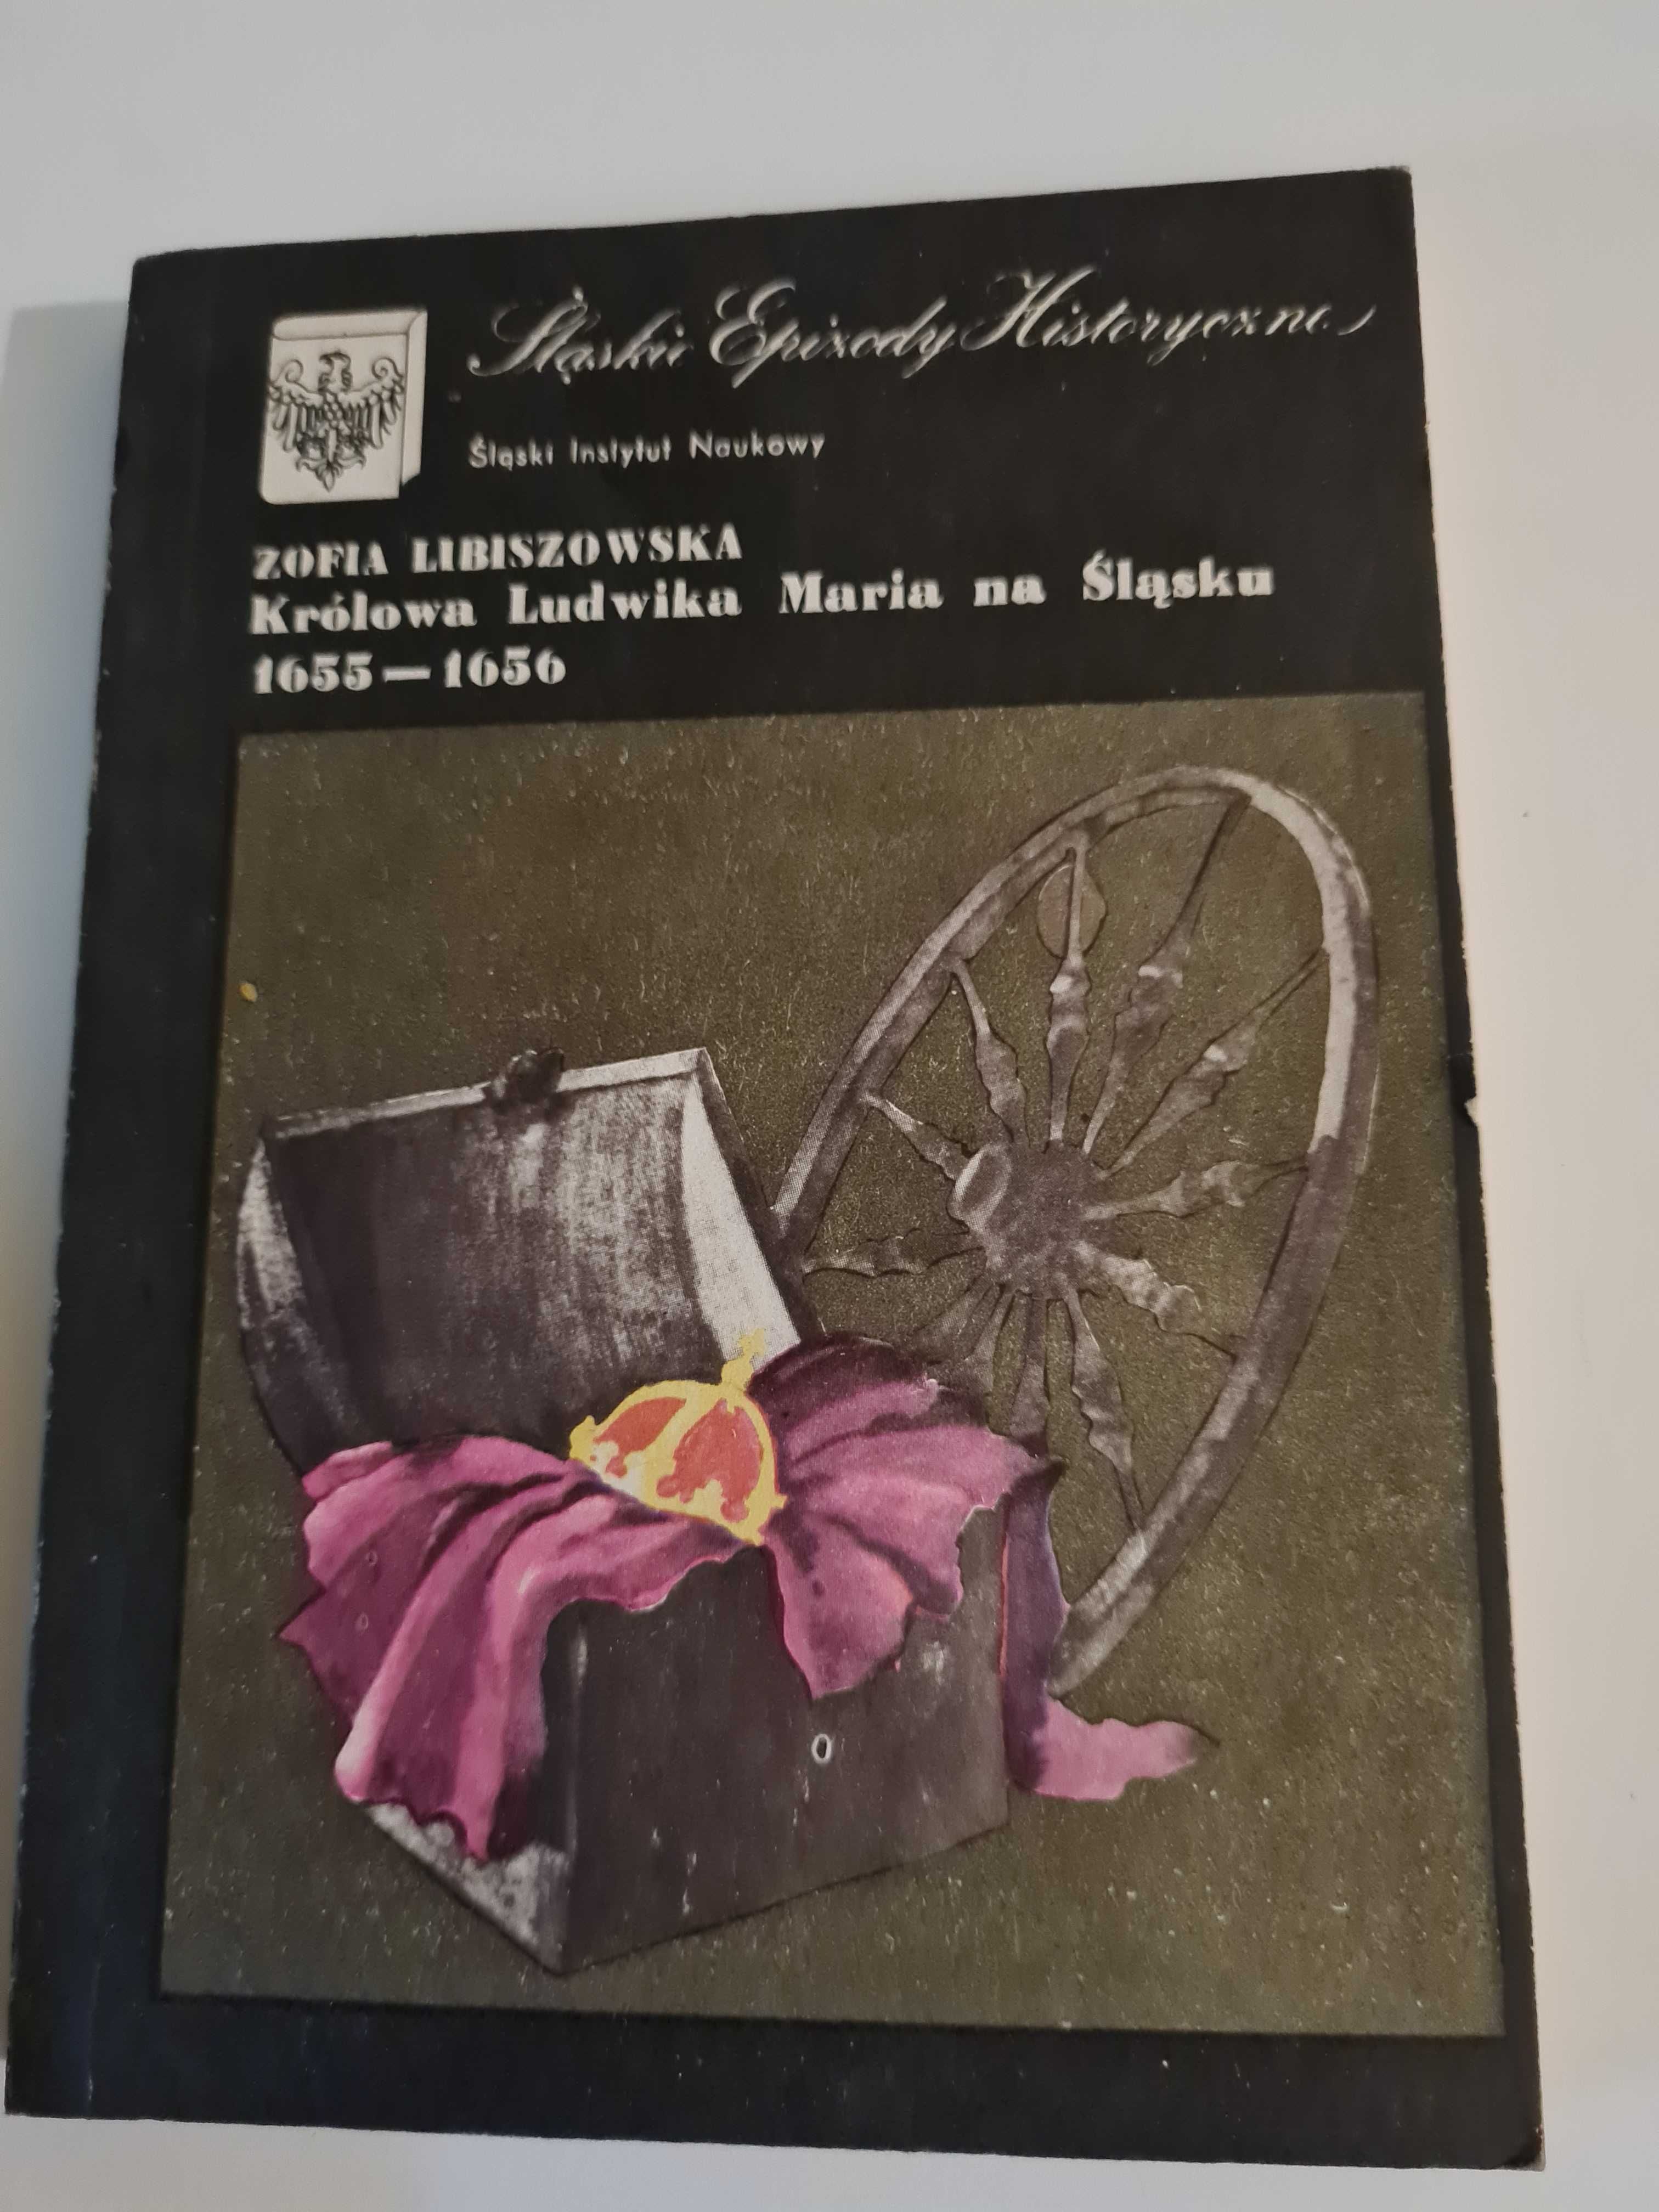 Śląskie Epizody Historyczne
Śląski Instytut Naukowy
ZOFIA LIBISZOWSKA
Królowa Ludwika Maria na Śląsku
1655—1656